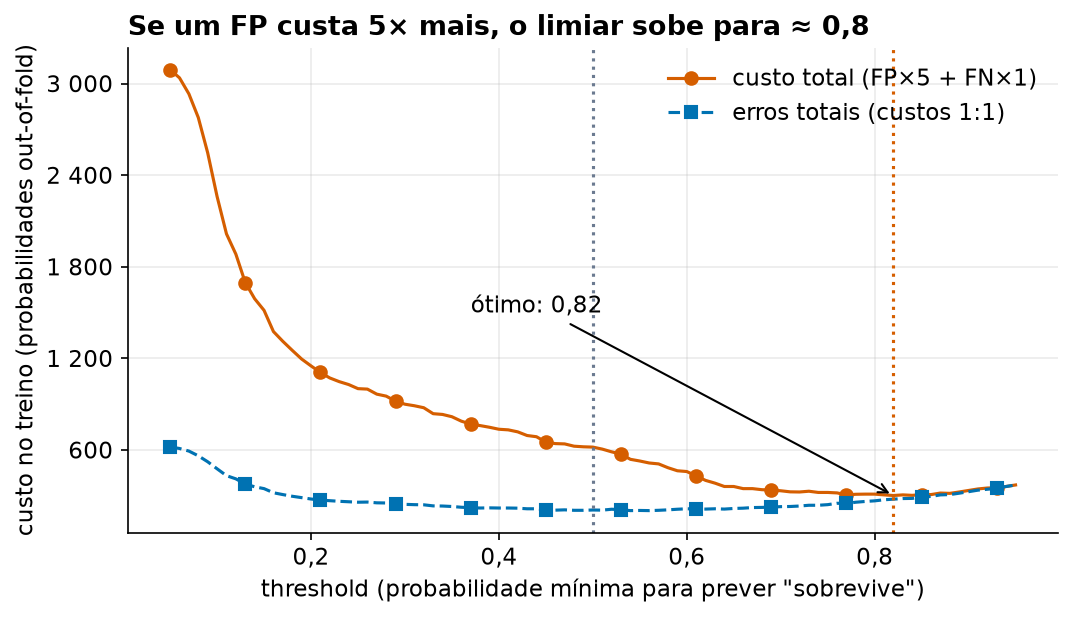 Se um FP custa 5× mais, o limiar sobe para ≈ 0,8
custo no treino (probabilidades out-of-fold)
3 000
2 400
1 800
1 200
600
custo total (FP×5 + FN×1)
erros totais (custos 1:1)
ótimo: 0,82
0,2
0,4
0,6
0,8
threshold (probabilidade mínima para prever "sobrevive")